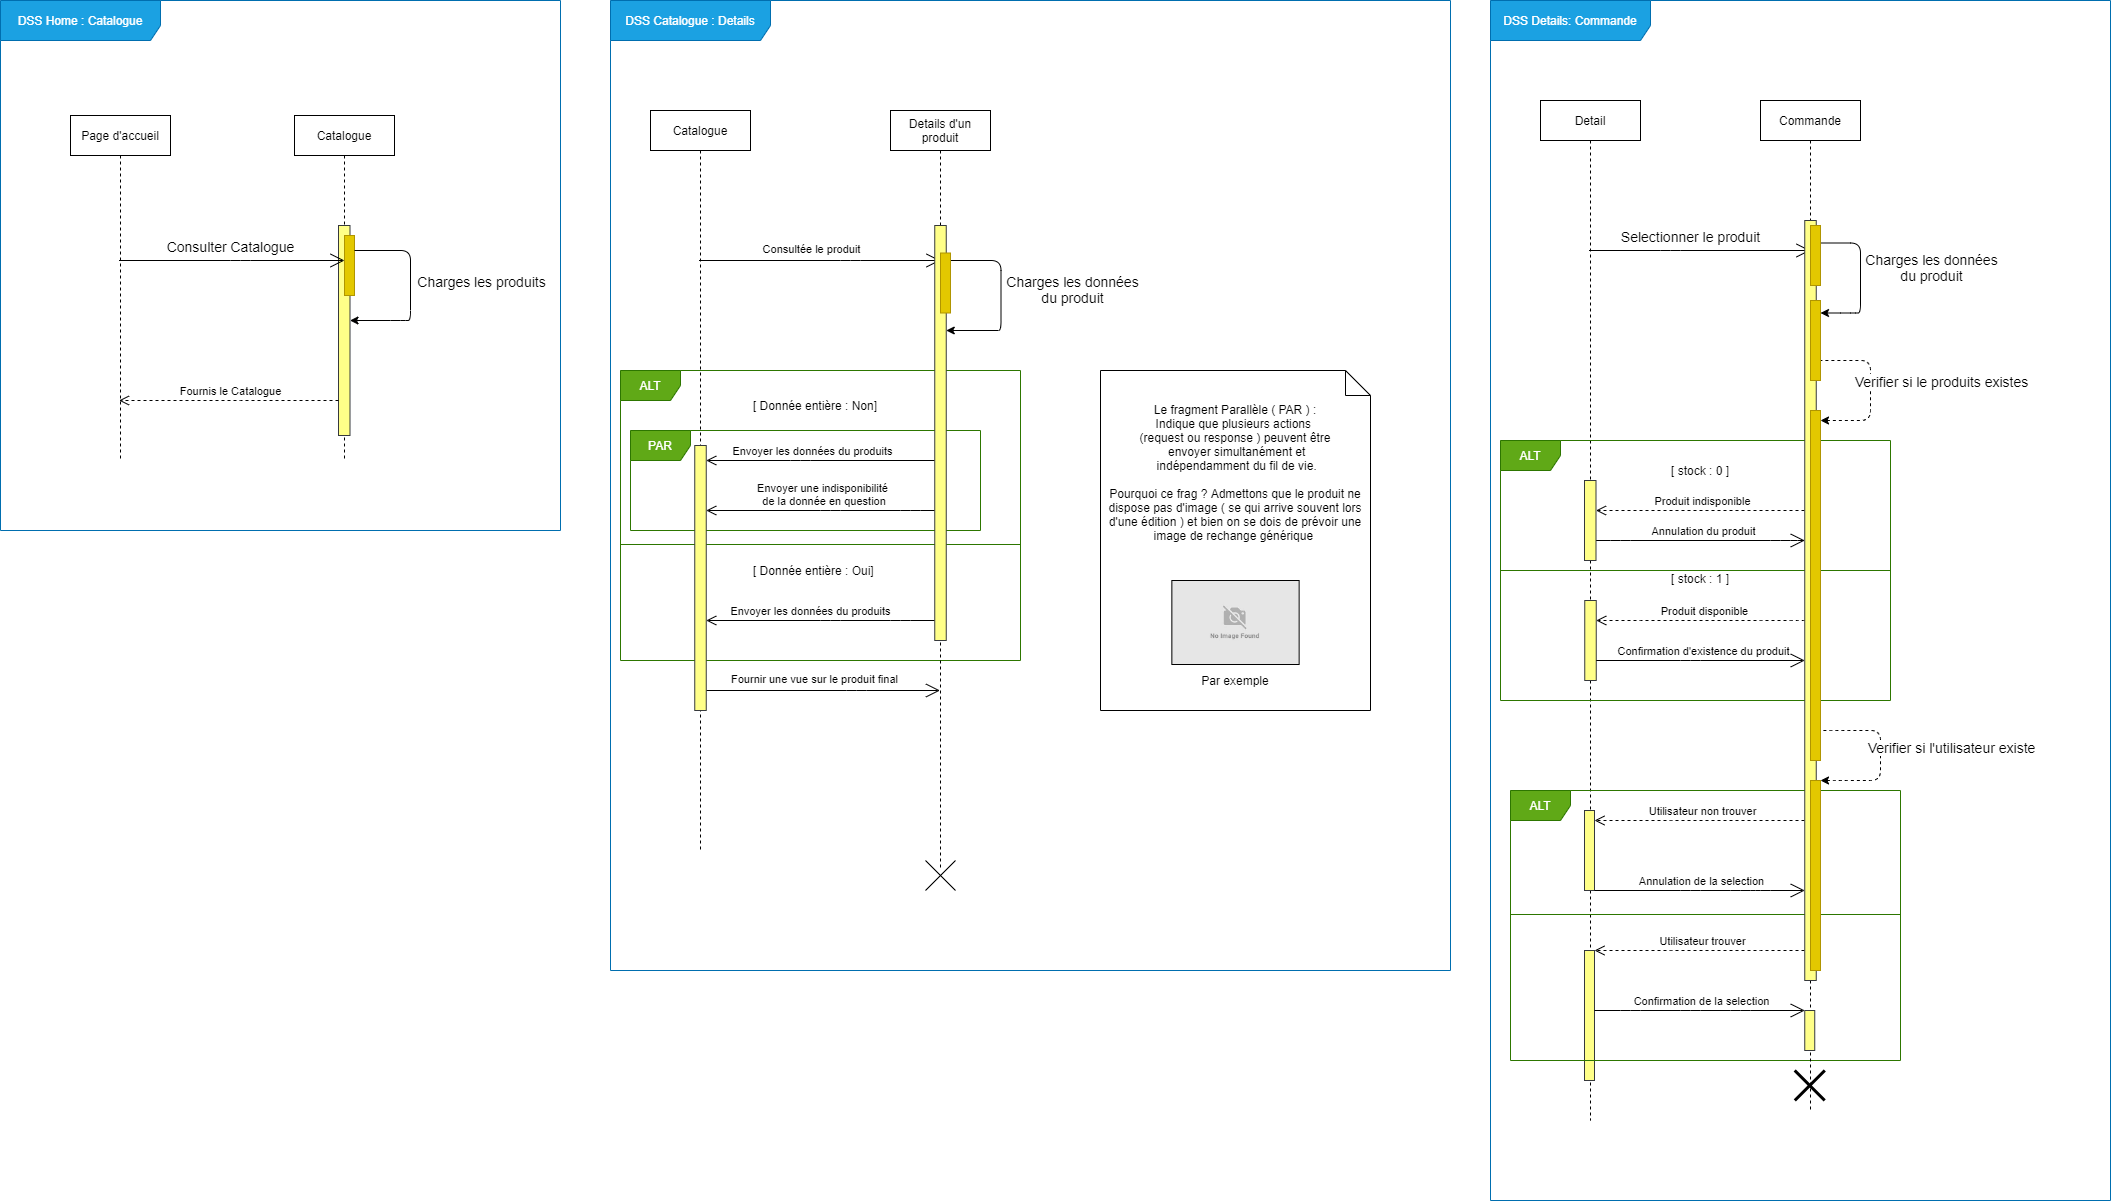 DSS Home : Catalogue
Page d'accueil
Catalogue
Consulter Catalogue
Charges les produits
Fournis le Catalogue
DSS Catalogue : Details
Catalogue
Details d'un
produit
Consultée le produit
Charges les données
du produit
ALT
[ Donnée entière : Non]
PAR
Envoyer les données du produits
Envoyer une indisponibilité
de la donnée en question
[ Donnée entière : Oui]
Envoyer les données du produits
Fournir une vue sur le produit final
Le fragment Parallèle ( PAR ) :
Indique que plusieurs actions
(request ou response ) peuvent être
envoyer simultanément et
indépendamment du fil de vie.
Pourquoi ce frag ? Admettons que le produit ne
dispose pas d'image ( se qui arrive souvent lors
d'une édition ) et bien on se dois de prévoir une
image de rechange générique
No Image Found
Par exemple
DSS Details: Commande
Detail
Commande
Selectionner le produit
Charges les données
du produit
Verifier si le produits existes
ALT
[ stock : 0 ]
Produit indisponible
Annulation du produit
[ stock : 1 ]
Produit disponible
Confirmation d'existence du produit
Verifier si l'utilisateur existe
ALT
Utilisateur non trouver
Annulation de la selection
Utilisateur trouver
Confirmation de la selection